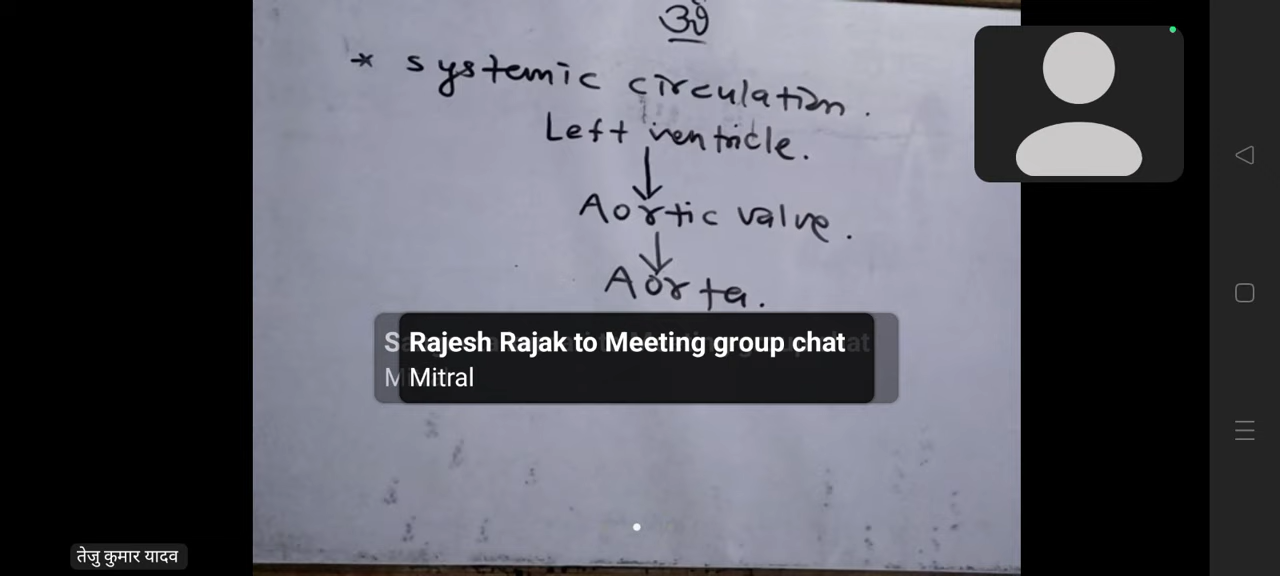 ॐ
* systemic circulation.
Left ventricle.
Aortic valve.
Aorta.
Rajesh Rajak to Meeting group chat
Mitral
तेजु कुमार यादव